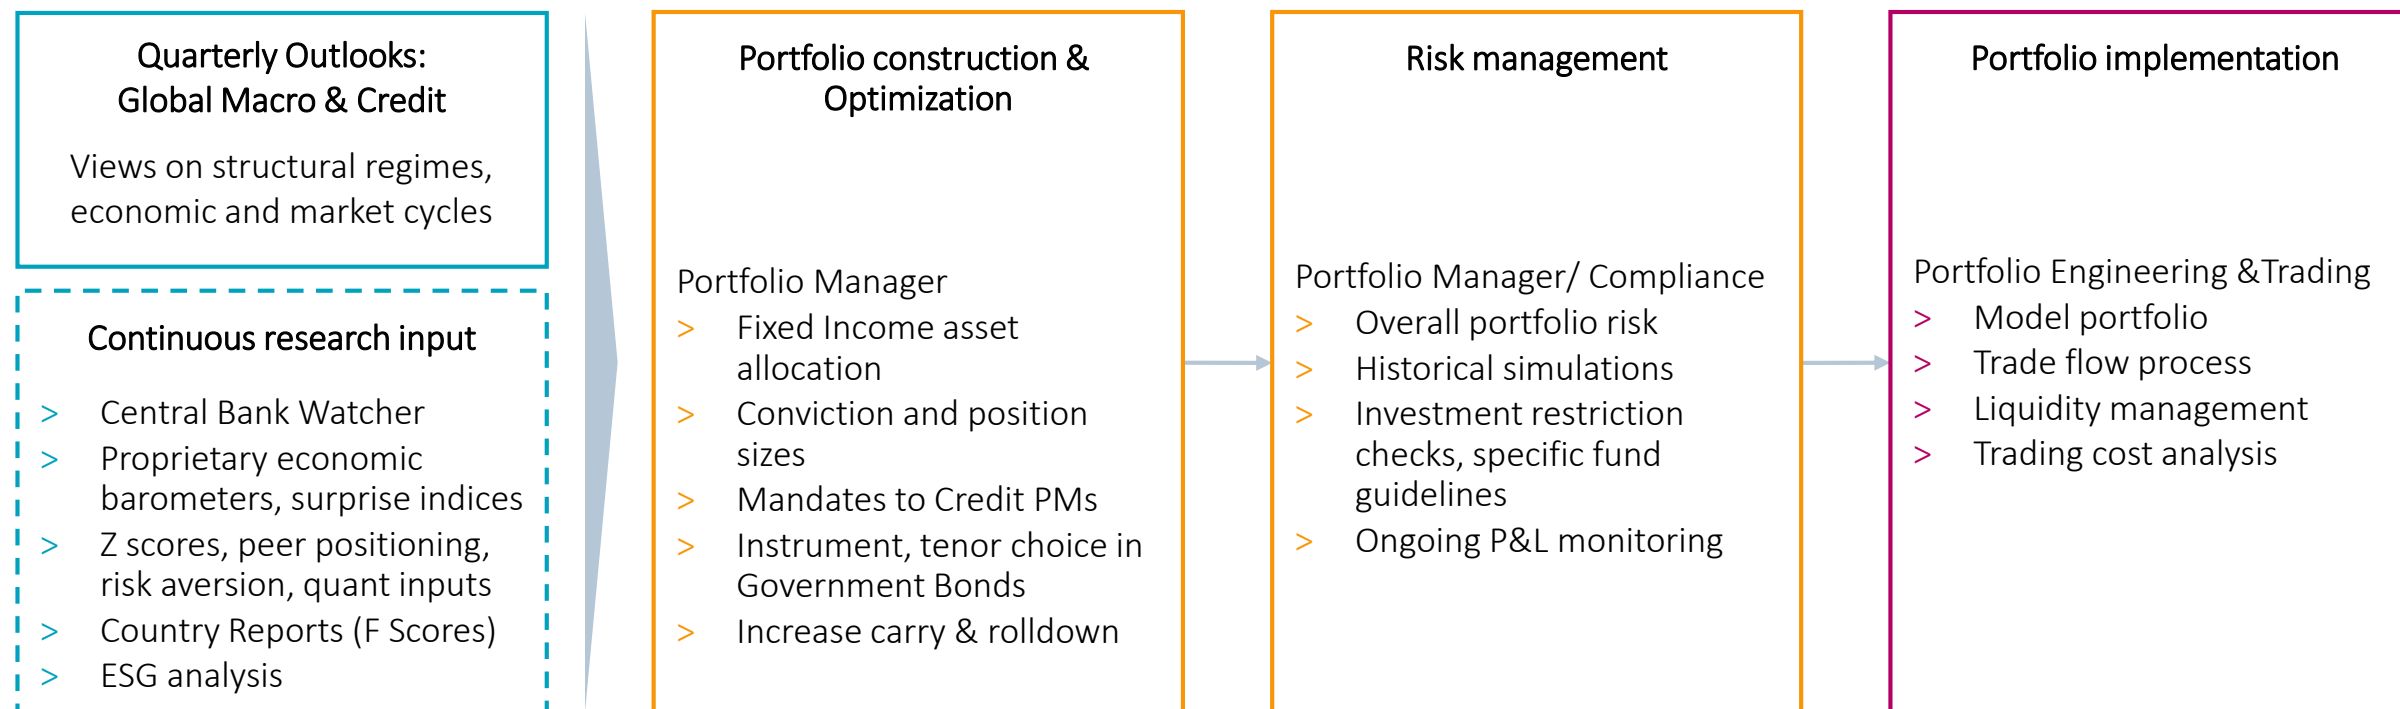 Quarterly Outlooks:
Global Macro & Credit
Views on structural regimes,
economic and market cycles
Continuous research input
> Central Bank Watcher
> Proprietary economic
barometers, surprise indices
> Z scores, peer positioning,
risk aversion, quant inputs
> Country Reports (F Scores)
> ESG analysis
Portfolio construction &
Optimization
Portfolio Manager
> Fixed Income asset
allocation
> Conviction and position
sizes
> Mandates to Credit PMs
> Instrument, tenor choice in
Government Bonds
> Increase carry & rolldown
Risk management
Portfolio Manager/ Compliance
> Overall portfolio risk
> Historical simulations
> Investment restriction
checks, specific fund
guidelines
> Ongoing P&L monitoring
Portfolio implementation
Portfolio Engineering &Trading
> Model portfolio
> Trade flow process
> Liquidity management
> Trading cost analysis